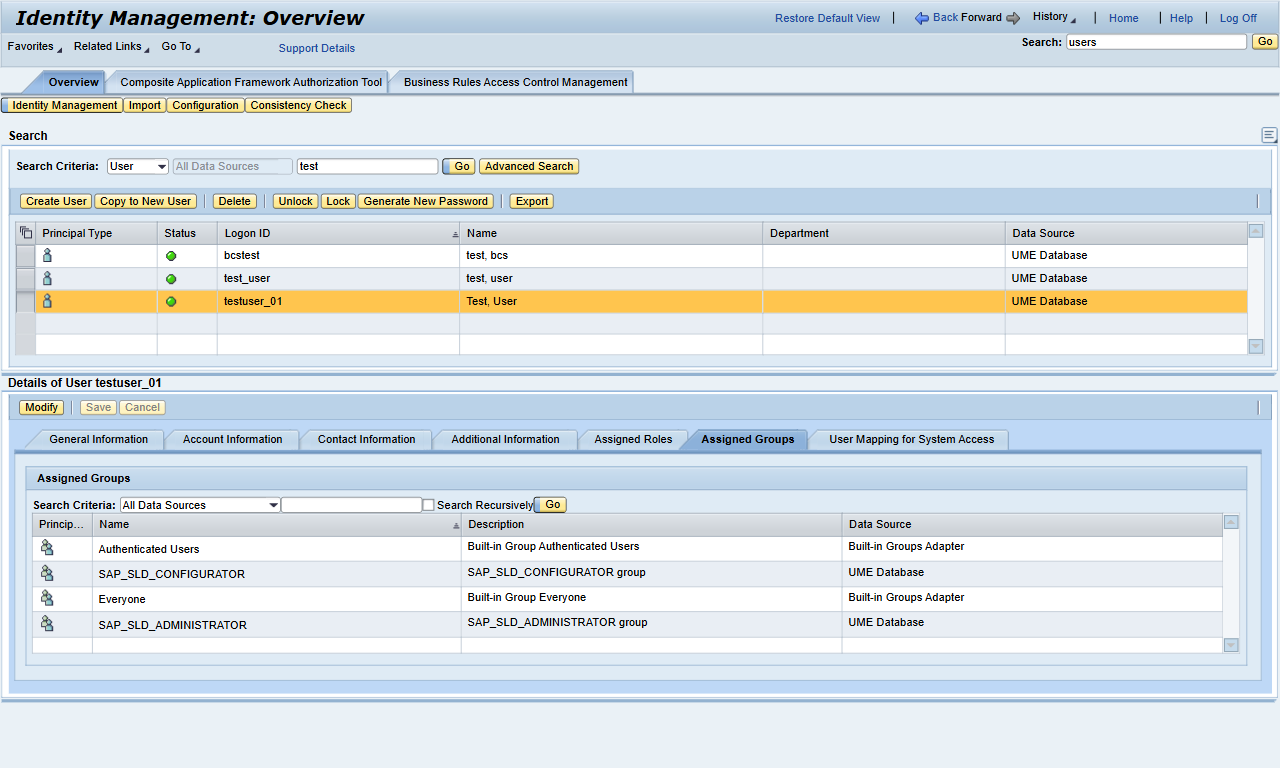 Identity Management: Overview
Restore Default View | Back Forward History | Home | Help | Log Off
Favorites Related Links Go To Support Details
Search: users Go
Overview Composite Application Framework Authorization Tool Business Rules Access Control Management
Identity Management Import Configuration Consistency Check
Search
Search Criteria: User All Data Sources test Go Advanced Search
Create User Copy to New User Delete Unlock Lock Generate New Password Export
Principal Type Status Logon ID Name Department Data Source
bcstest test, bcs UME Database
test_user test, user UME Database
testuser_01 Test, User UME Database
Details of User testuser_01
Modify Save Cancel
General Information Account Information Contact Information Additional Information Assigned Roles Assigned Groups User Mapping for System Access
Assigned Groups
Search Criteria: All Data Sources Search Recursively Go
Princip... Name Description Data Source
Authenticated Users Built-in Group Authenticated Users Built-in Groups Adapter
SAP_SLD_CONFIGURATOR SAP_SLD_CONFIGURATOR group UME Database
Everyone Built-in Group Everyone Built-in Groups Adapter
SAP_SLD_ADMINISTRATOR SAP_SLD_ADMINISTRATOR group UME Database